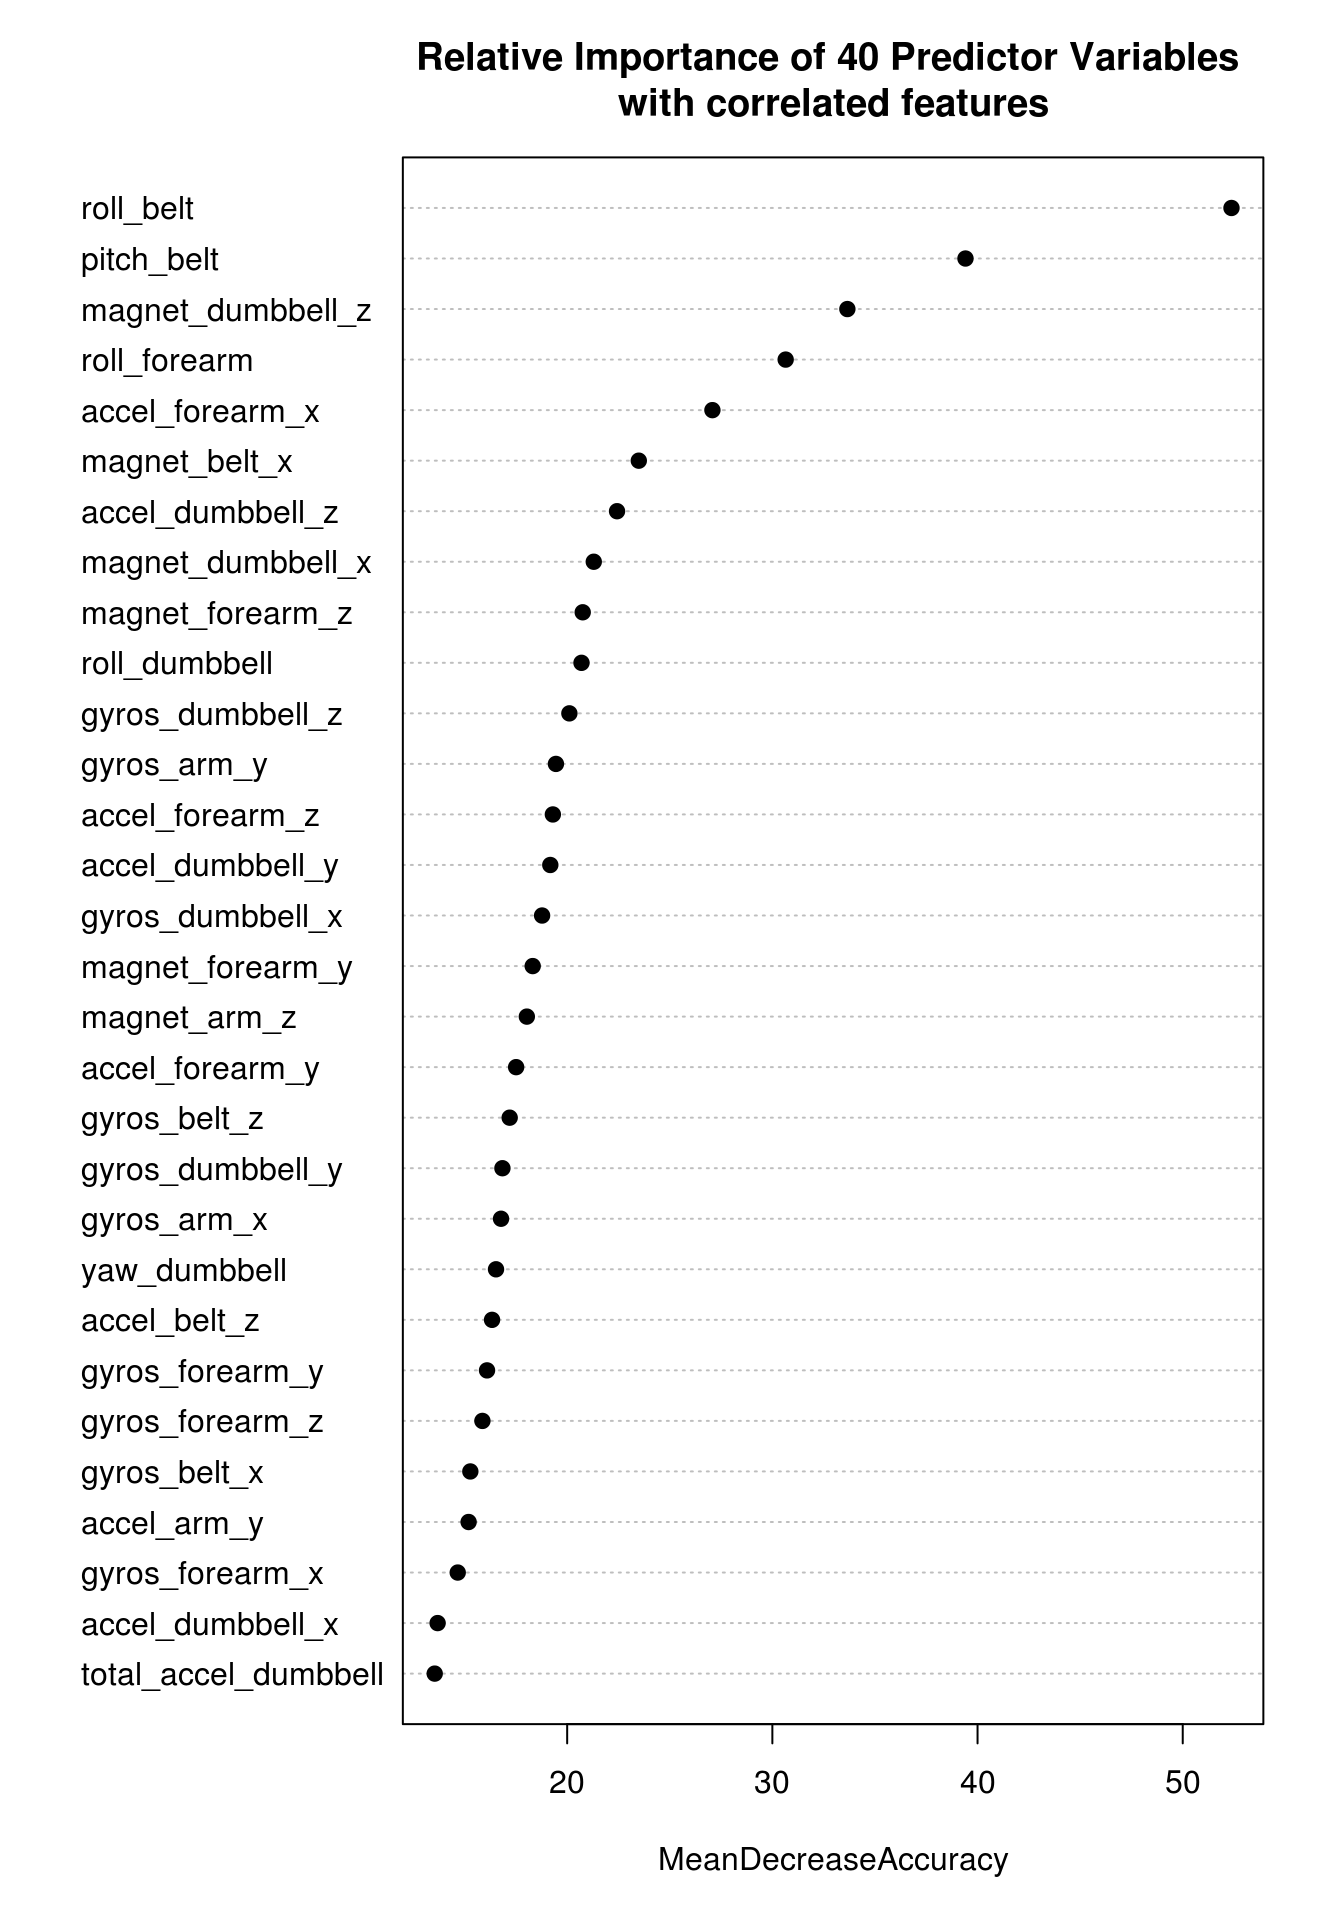 Relative Importance of 40 Predictor Variables
with correlated features
roll_belt
pitch_belt
magnet_dumbbell_z
roll_forearm
accel_forearm_x
magnet_belt_x
accel_dumbbell_z
magnet_dumbbell_x
magnet_forearm_z
roll_dumbbell
gyros_dumbbell_z
gyros_arm_y
accel_forearm_z
accel_dumbbell_y
gyros_dumbbell_x
magnet_forearm_y
magnet_arm_z
accel_forearm_y
gyros_belt_z
gyros_dumbbell_y
gyros_arm_x
yaw_dumbbell
accel_belt_z
gyros_forearm_y
gyros_forearm_z
gyros_belt_x
accel_arm_y
gyros_forearm_x
accel_dumbbell_x
total_accel_dumbbell
20 30 40 50
MeanDecreaseAccuracy